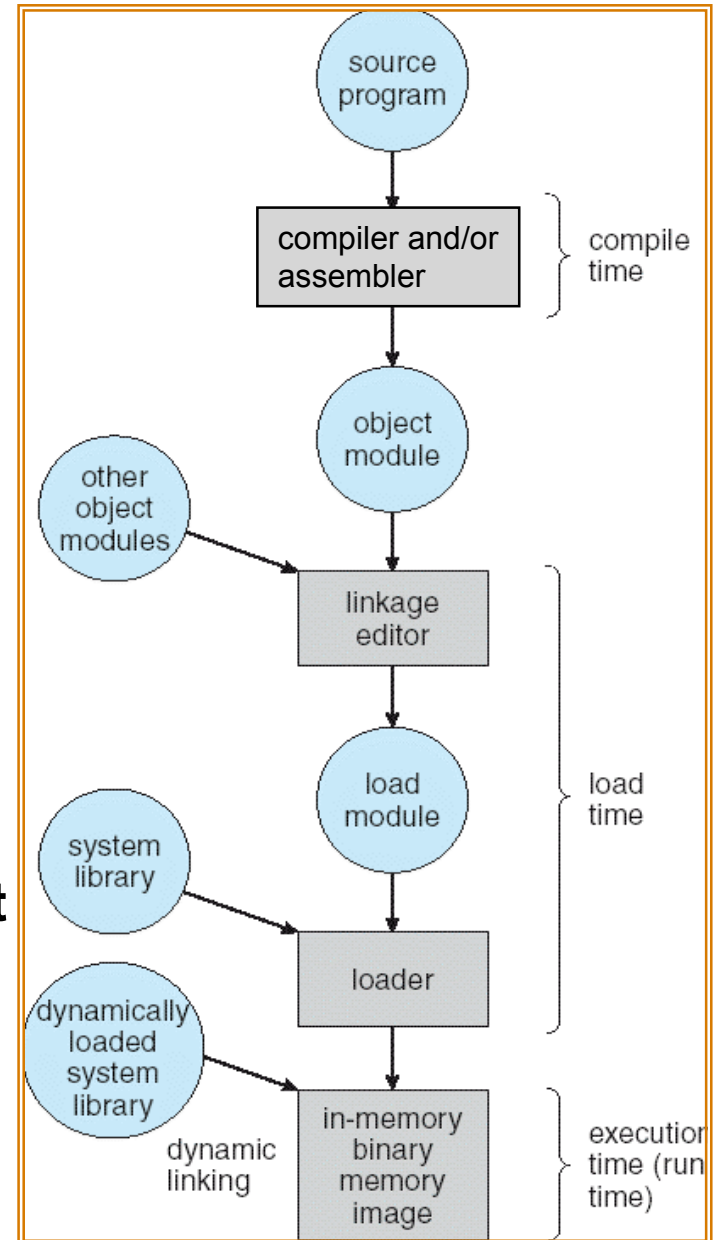 source
program
compiler and/or
assembler
compile
time
object
module
other
object
modules
linkage
editor
load
module
load
time
system
library
t
loader
dynamically
loaded
system
library
dynamic
linking
in-memory
binary
memory
image
execution
time (run
time)